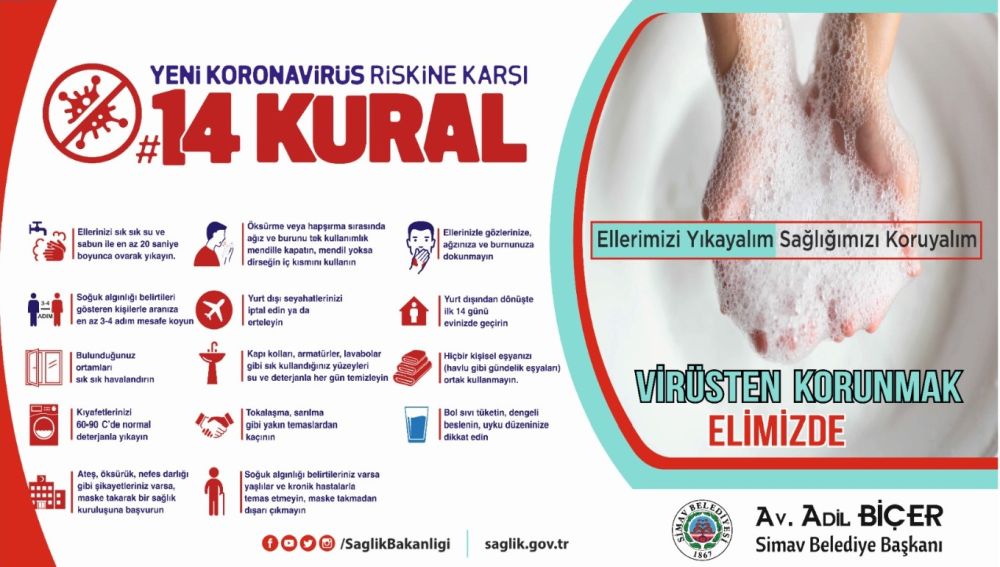 YENİ KORONAVİRÜS RİSKİNE KARŞI
#14 KURAL
Ellerinizi sık sık su ve
sabun ile en az 20 saniye
boyunca ovarak yıkayın.
Öksürme veya hapşırma sırasında
ağız ve burunu tek kullanımlık
mendille kapatın, mendil yoksa
dirseğin iç kısmını kullanın
Ellerinizle gözlerinize,
ağzınıza ve burnunuza
dokunmayın
3-4
ADIM
Soğuk algınlığı belirtileri
gösteren kişilerle aranıza
en az 3-4 adım mesafe koyun
Yurt dışı seyahatlerinizi
iptal edin ya da
erteleyin
Yurt dışından dönüşte
ilk 14 günü
evinizde geçirin
Bulunduğunuz
ortamları
sık sık havalandırın
Kapı kolları, armatürler, lavabolar
gibi sık kullandığınız yüzeyleri
su ve deterjanla her gün temizleyin
Hiçbir kişisel eşyanızı
(havlu gibi gündelik eşyaları)
ortak kullanmayın.
Kıyafetlerinizi
60-90 C'de normal
deterjanla yıkayın
Tokalaşma, sarılma
gibi yakın temaslardan
kaçının
Bol sıvı tüketin, dengeli
beslenin, uyku düzeninize
dikkat edin
Ateş, öksürük, nefes darlığı
gibi şikayetleriniz varsa,
maske takarak bir sağlık
kuruluşuna başvurun
Soğuk algınlığı belirtileriniz varsa
yaşlılar ve kronik hastalarla
temas etmeyin, maske takmadan
dışarı çıkmayın
/SaglikBakanligi
saglik.gov.tr
Ellerimizi Yıkayalım Sağlığımızı Koruyalım
VİRÜSTEN KORUNMAK
ELİMİZDE
SİMAV BELEDİYESİ
1867
Av. Adil BİÇER
Simav Belediye Başkanı